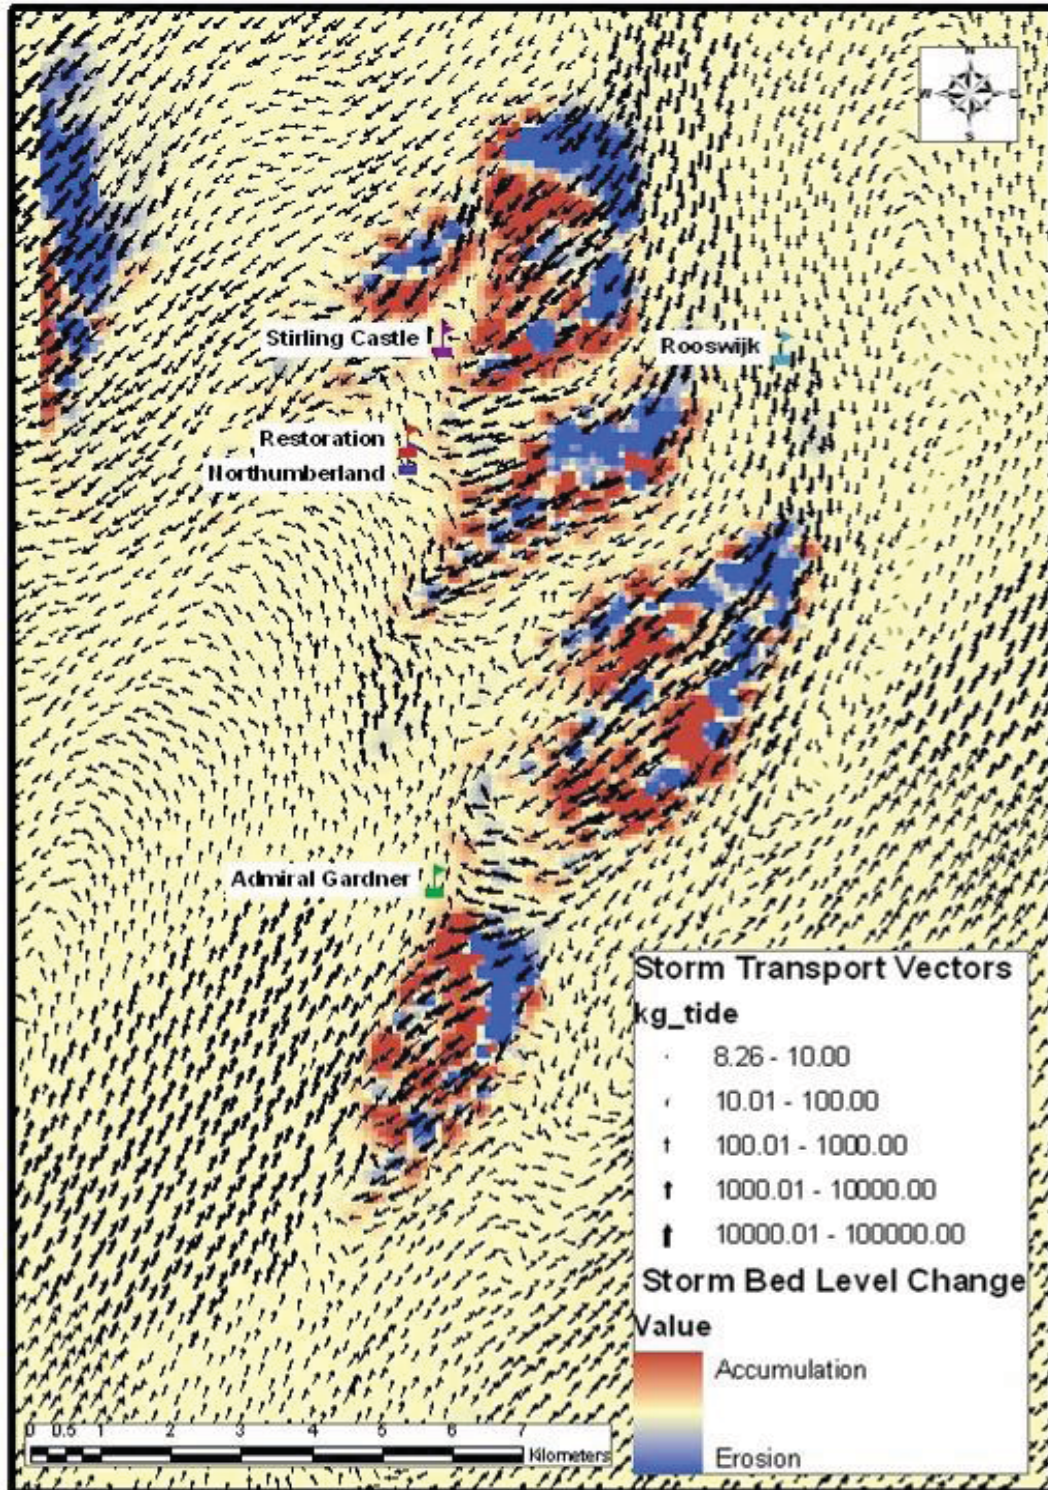 N
W E
S
Stirling Castle
Rooswijk
Restoration
Northumberland
Admiral Gardner
Storm Transport Vectors
kg_tide
8.26 - 10.00
10.01 - 100.00
100.01 - 1000.00
1000.01 - 10000.00
10000.01 - 100000.00
Storm Bed Level Change
Value
Accumulation
Erosion
0 0.5 1 2 3 4 5 6 7
Kilometers